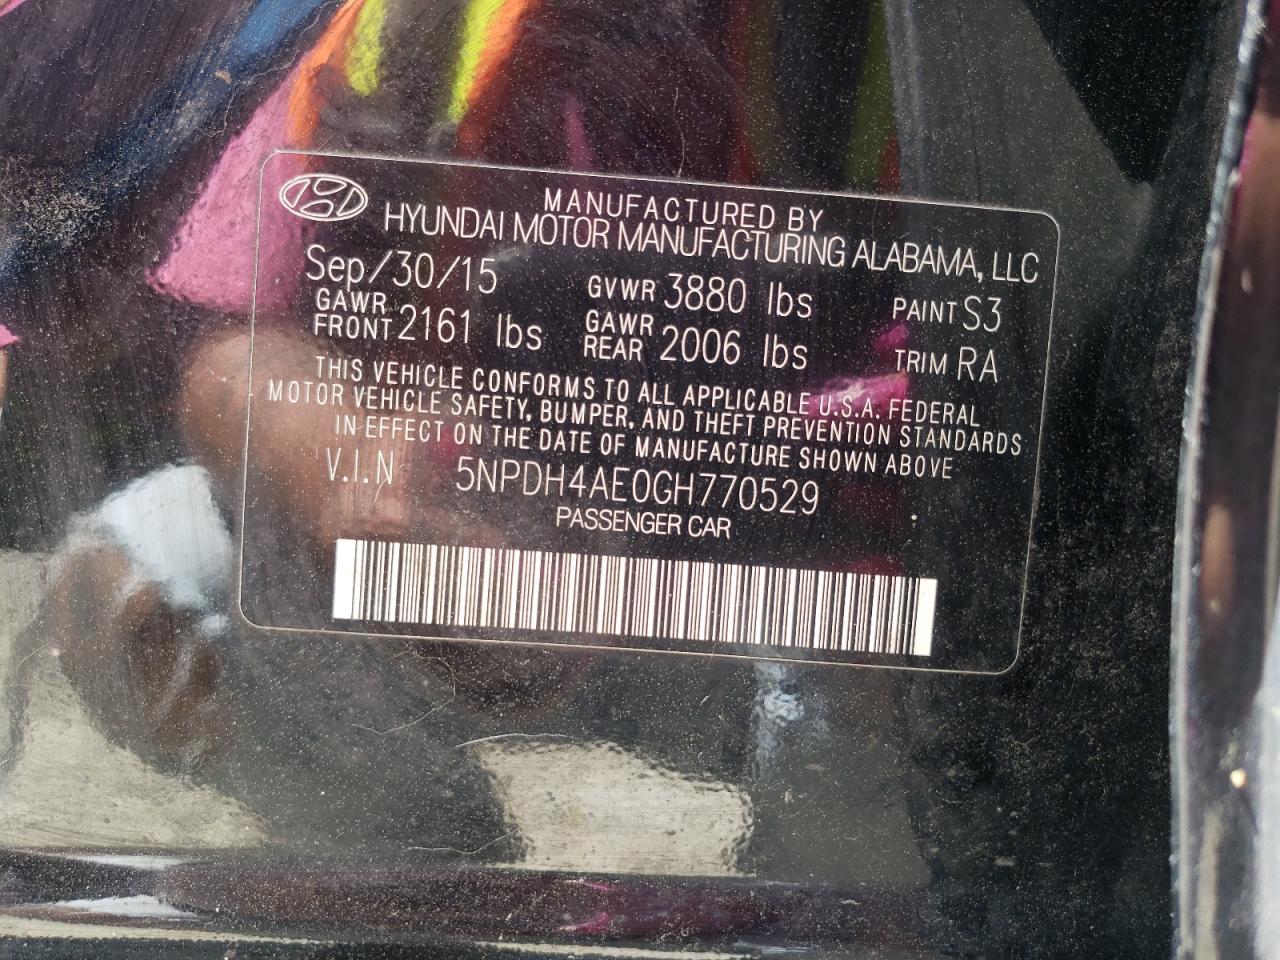 MANUFACTURED BY
HYUNDAI MOTOR MANUFACTURING ALABAMA, LLC
Sep/30/15 GVWR 3880 lbs PAINT S3
GAWR FRONT 2161 lbs GAWR REAR 2006 lbs TRIM RA
THIS VEHICLE CONFORMS TO ALL APPLICABLE U.S.A. FEDERAL
MOTOR VEHICLE SAFETY, BUMPER, AND THEFT PREVENTION STANDARDS
IN EFFECT ON THE DATE OF MANUFACTURE SHOWN ABOVE
V.I.N 5NPDH4AE0GH770529
PASSENGER CAR